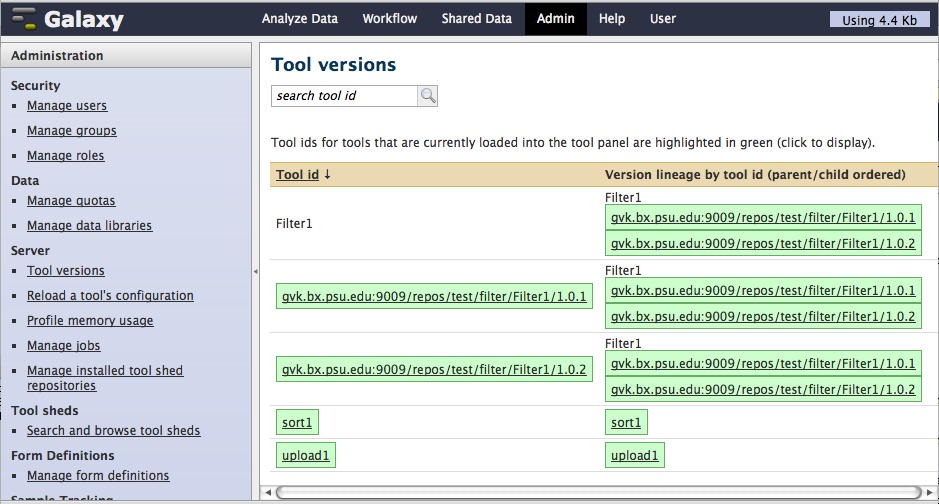 Galaxy
Analyze Data Workflow Shared Data Admin Help User
Using 4.4 Kb
Administration
Security
Manage users
Manage groups
Manage roles
Data
Manage quotas
Manage data libraries
Server
Tool versions
Reload a tool's configuration
Profile memory usage
Manage jobs
Manage installed tool shed
repositories
Tool sheds
Search and browse tool sheds
Form Definitions
Manage form definitions
Sample Tracking
Tool versions
search tool id
Tool ids for tools that are currently loaded into the tool panel are highlighted in green (click to display).
Tool id ↓ Version lineage by tool id (parent/child ordered)
Filter1
Filter1
gvk.bx.psu.edu:9009/repos/test/filter/Filter1/1.0.1
gvk.bx.psu.edu:9009/repos/test/filter/Filter1/1.0.2
gvk.bx.psu.edu:9009/repos/test/filter/Filter1/1.0.1
Filter1
gvk.bx.psu.edu:9009/repos/test/filter/Filter1/1.0.1
gvk.bx.psu.edu:9009/repos/test/filter/Filter1/1.0.2
gvk.bx.psu.edu:9009/repos/test/filter/Filter1/1.0.2
Filter1
gvk.bx.psu.edu:9009/repos/test/filter/Filter1/1.0.1
gvk.bx.psu.edu:9009/repos/test/filter/Filter1/1.0.2
sort1 sort1
upload1 upload1